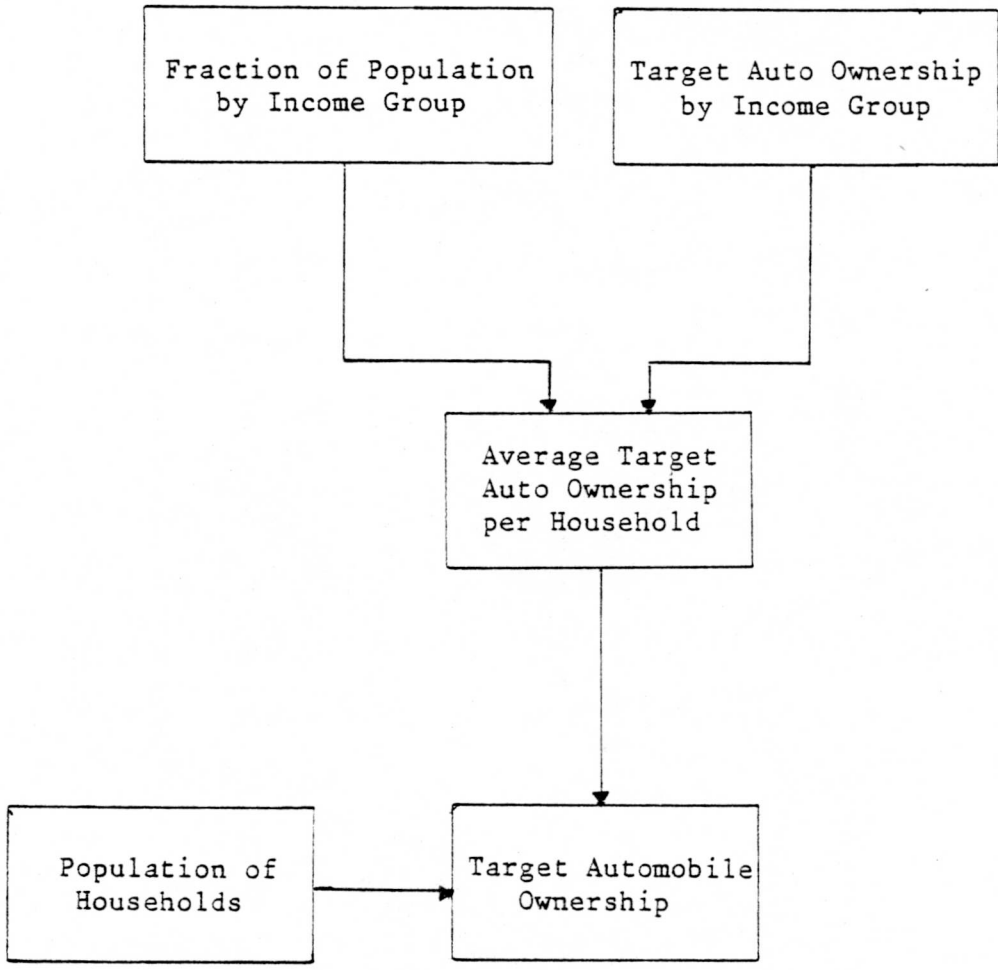 Fraction of Population
by Income Group
Target Auto Ownership
by Income Group
Average Target
Auto Ownership
per Household
Population of
Households
Target Automobile
Ownership